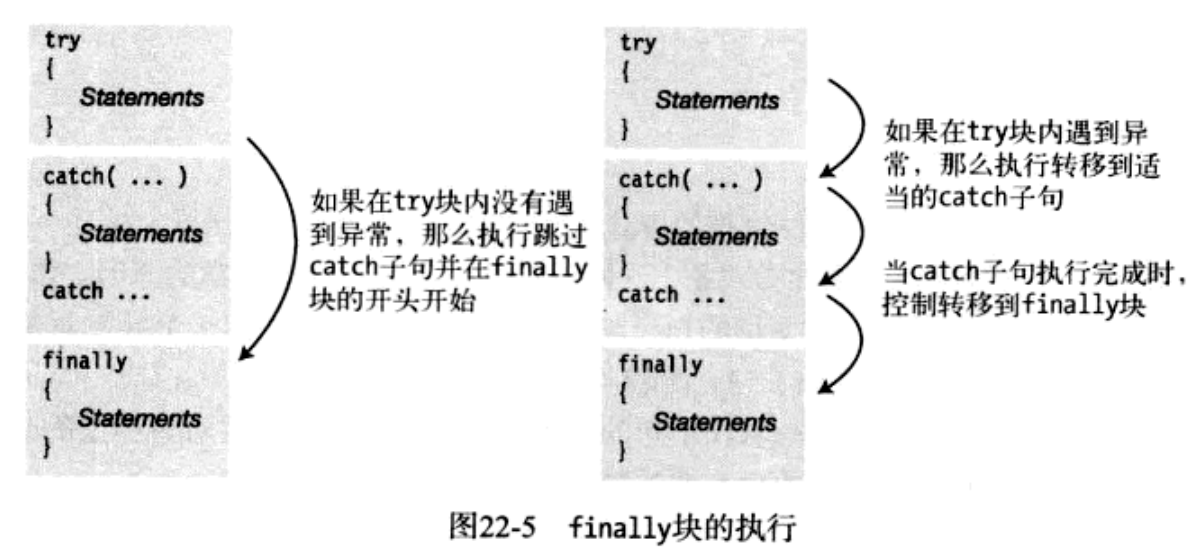 try
{
Statements
}
catch( ... )
{
Statements
}
catch ...
finally
{
Statements
}
如果在try块内没有遇
到异常，那么执行跳过
catch子句并在finally
块的开头开始
try
{
Statements
}
catch( ... )
{
Statements
}
catch ...
finally
{
Statements
}
如果在try块内遇到异
常，那么执行转移到适
当的catch子句
当catch子句执行完成时，
控制转移到finally块
图22-5 finally块的执行